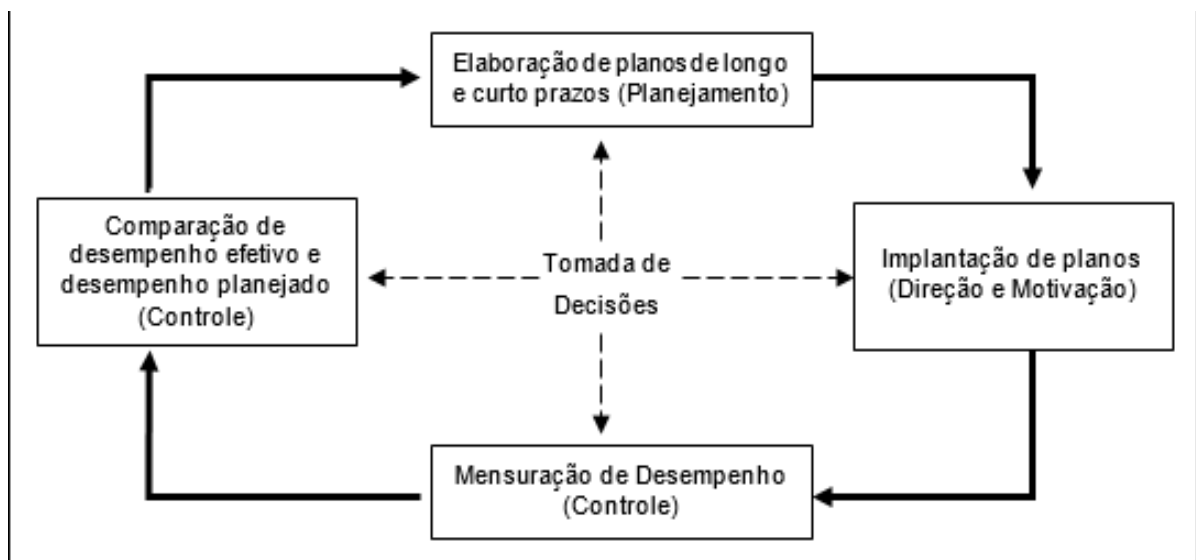 Elaboração de planos de longo
e curto prazos (Planejamento)
Comparação de
desempenho efetivo e
desempenho planejado
(Controle)
Tomada de
Decisões
Implantação de planos
(Direção e Motivação)
Mensuração de Desempenho
(Controle)